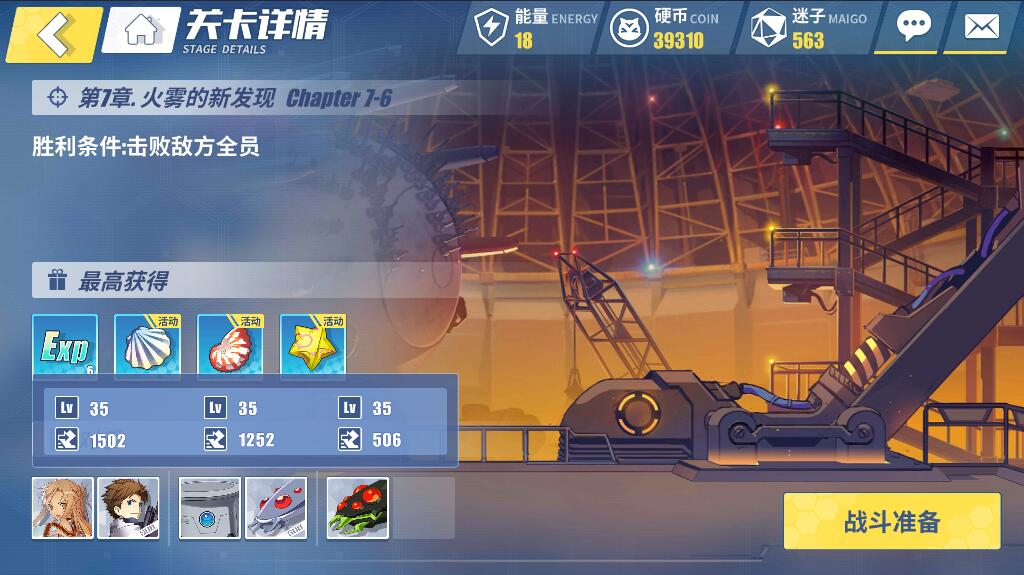 关卡详情
STAGE DETAILS
能量 ENERGY
18
硬币 COIN
39310
迷子 MAIGO
563
第7章.火雾的新发现 Chapter 7-6
胜利条件:击败敌方全员
最高获得
Exp
6
活动
活动
活动
Lv 35
Lv 35
Lv 35
1502
1252
506
战斗准备